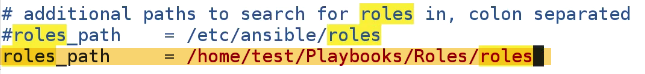 # additional paths to search for roles in, colon separated
#roles_path    = /etc/ansible/roles
roles_path     = /home/test/Playbooks/Roles/roles